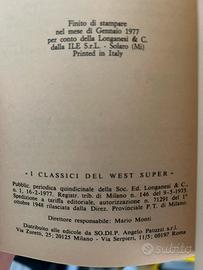 Finito di stampare
nel mese di Gennaio 1977
per conto della Longanesi & C.
dalla ILE S.r.L. - Solaro (Mi)
Printed in Italy
« I CLASSICI DEL WEST SUPER »
Pubblic. periodica quindicinale della Soc. Ed. Longanesi & C.,
n. 1, 16-2-1977. Registr. trib. di Milano n. 146 del 9-5-1975.
Spedizione a tariffa editoriale, autorizzazione n. 71291 del 1°
ottobre 1948 rilasciata dalla Direz. Provinciale P.T. di Milano.
Direttore responsabile: Mario Monti
Distribuito alle edicole da SO.DI.P. Angelo Patuzzi s.r.l.
Via Zuretti, 25 / 20125 Milano - Via Serpieri, 11/5 / 00197 Roma
subito